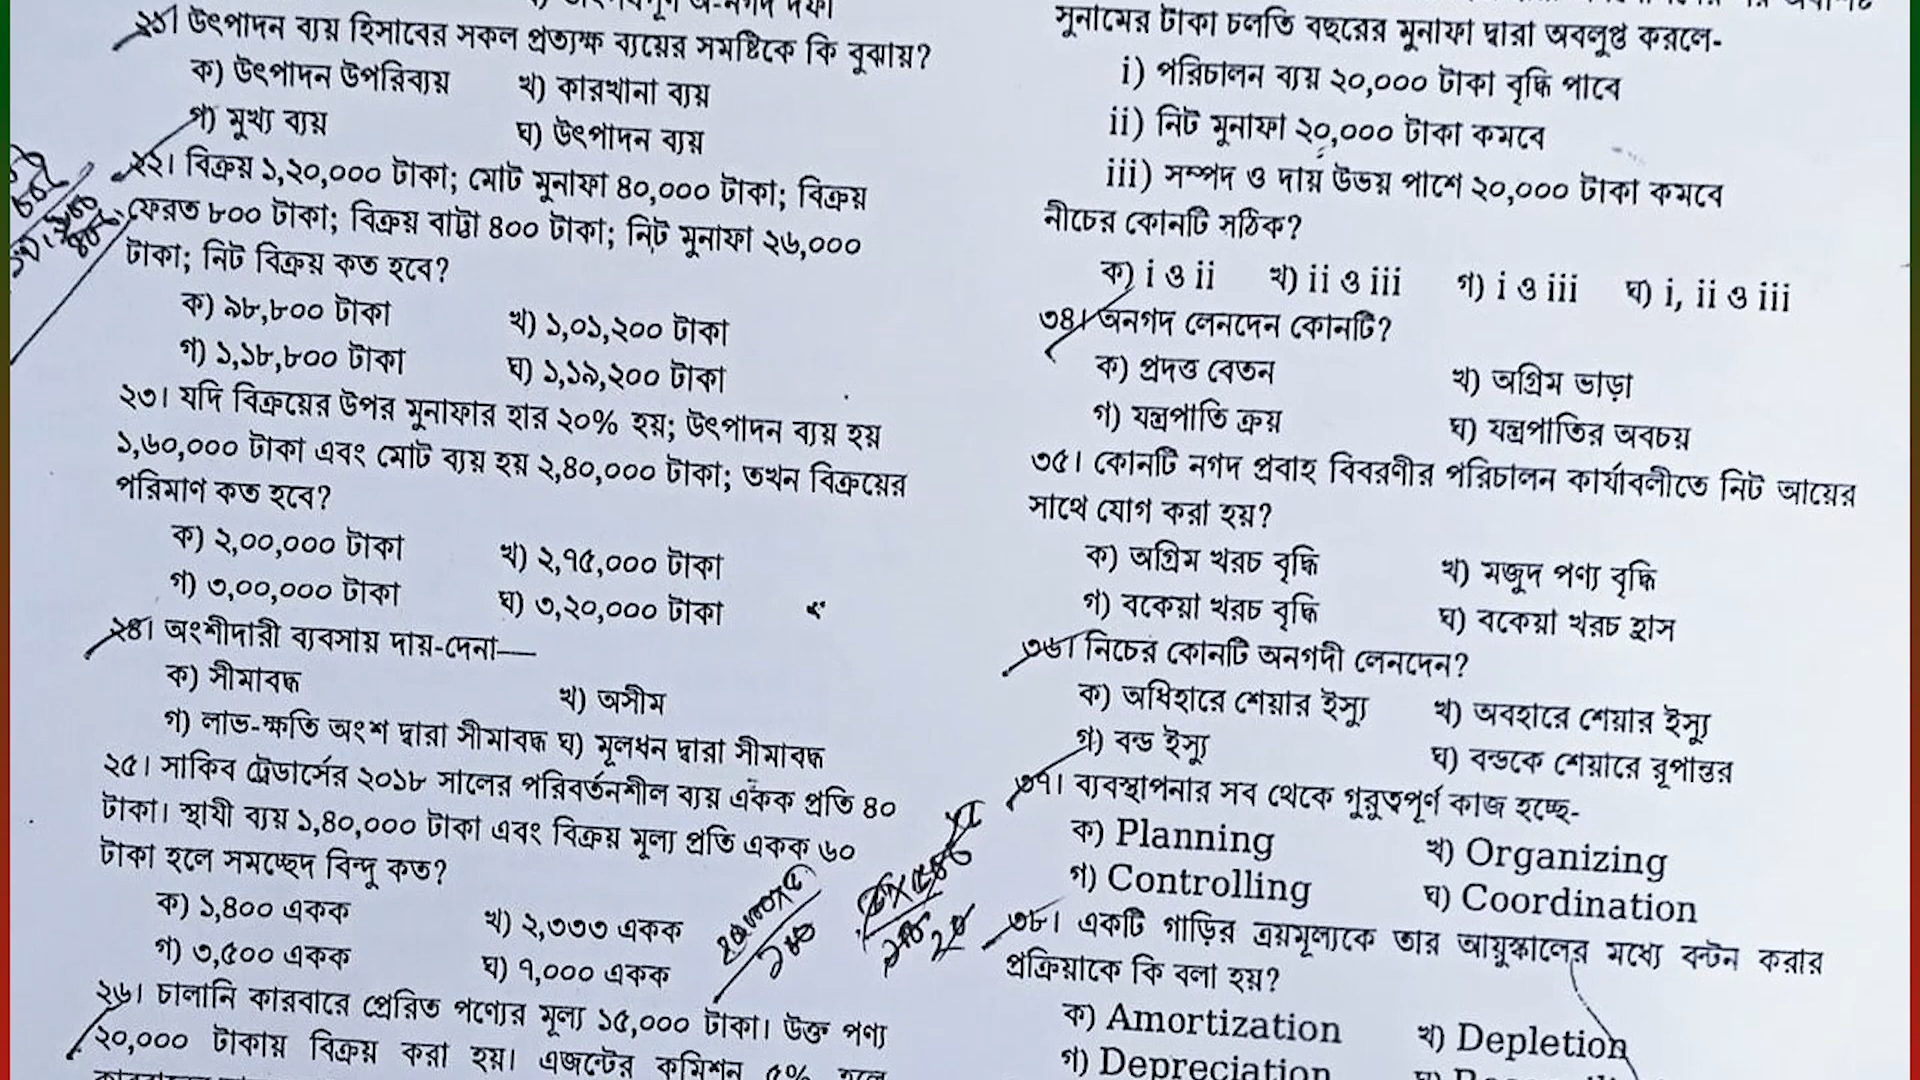 ২১। উৎপাদন ব্যয় হিসাবের সকল প্রত্যক্ষ ব্যয়ের সমষ্টিকে কি বুঝায়?
ক) উৎপাদন উপরিব্যয়
খ) কারখানা ব্যয়
গ) মুখ্য ব্যয়
ঘ) উৎপাদন ব্যয়
২২। বিক্রয় ১,২০,০০০ টাকা; মোট মুনাফা ৪০,০০০ টাকা; বিক্রয়
ফেরত ৮০০ টাকা; বিক্রয় বাট্টা ৪০০ টাকা; নিট মুনাফা ২৬,০০০
টাকা; নিট বিক্রয় কত হবে?
ক) ৯৮,৮০০ টাকা
খ) ১,০১,২০০ টাকা
গ) ১,১৮,৮০০ টাকা
ঘ) ১,১৯,২০০ টাকা
২৩। যদি বিক্রয়ের উপর মুনাফার হার ২০% হয়; উৎপাদন ব্যয় হয়
১,৬০,০০০ টাকা এবং মোট ব্যয় হয় ২,৪০,০০০ টাকা; তখন বিক্রয়ের
পরিমাণ কত হবে?
ক) ২,০০,০০০ টাকা
খ) ২,৭৫,০০০ টাকা
গ) ৩,০০,০০০ টাকা
ঘ) ৩,২০,০০০ টাকা
২৪। অংশীদারী ব্যবসায় দায়-দেনা—
ক) সীমাবদ্ধ
খ) অসীম
গ) লাভ-ক্ষতি অংশ দ্বারা সীমাবদ্ধ ঘ) মূলধন দ্বারা সীমাবদ্ধ
২৫। সাকিব ট্রেডার্সের ২০১৮ সালের পরিবর্তনশীল ব্যয় একক প্রতি ৪০
টাকা। স্থায়ী ব্যয় ১,৪০,০০০ টাকা এবং বিক্রয় মূল্য প্রতি একক ৬০
টাকা হলে সমচ্ছেদ বিন্দু কত?
ক) ১,৪০০ একক
খ) ২,৩৩৩ একক
গ) ৩,৫০০ একক
ঘ) ৭,০০০ একক
২৬। চালানি কারবারে প্রেরিত পণ্যের মূল্য ১৫,০০০ টাকা। উক্ত পণ্য
২০,০০০ টাকায় বিক্রয় করা হয়। এজন্টের কমিশন ৫% হলে
সুনামের টাকা চলতি বছরের মুনাফা দ্বারা অবলুপ্ত করলে-
i) পরিচালন ব্যয় ২০,০০০ টাকা বৃদ্ধি পাবে
ii) নিট মুনাফা ২০,০০০ টাকা কমবে
iii) সম্পদ ও দায় উভয় পাশে ২০,০০০ টাকা কমবে
নীচের কোনটি সঠিক?
ক) i ও ii খ) ii ও iii গ) i ও iii ঘ) i, ii ও iii
৩৪। অনগদ লেনদেন কোনটি?
ক) প্রদত্ত বেতন
খ) অগ্রিম ভাড়া
গ) যন্ত্রপাতি ক্রয়
ঘ) যন্ত্রপাতির অবচয়
৩৫। কোনটি নগদ প্রবাহ বিবরণীর পরিচালন কার্যাবলীতে নিট আয়ের
সাথে যোগ করা হয়?
ক) অগ্রিম খরচ বৃদ্ধি
খ) মজুদ পণ্য বৃদ্ধি
গ) বকেয়া খরচ বৃদ্ধি
ঘ) বকেয়া খরচ হ্রাস
৩৬। নিচের কোনটি অনগদী লেনদেন?
ক) অধিহারে শেয়ার ইস্যু
খ) অবহারে শেয়ার ইস্যু
গ) বন্ড ইস্যু
ঘ) বন্ডকে শেয়ারে রূপান্তর
৩৭। ব্যবস্থাপনার সব থেকে গুরুত্বপূর্ণ কাজ হচ্ছে-
ক) Planning
খ) Organizing
গ) Controlling
ঘ) Coordination
৩৮। একটি গাড়ির ত্রয়মূল্যকে তার আয়ুষ্কালের মধ্যে বন্টন করার
প্রক্রিয়াকে কি বলা হয়?
ক) Amortization
খ) Depletion
গ) Depreciation